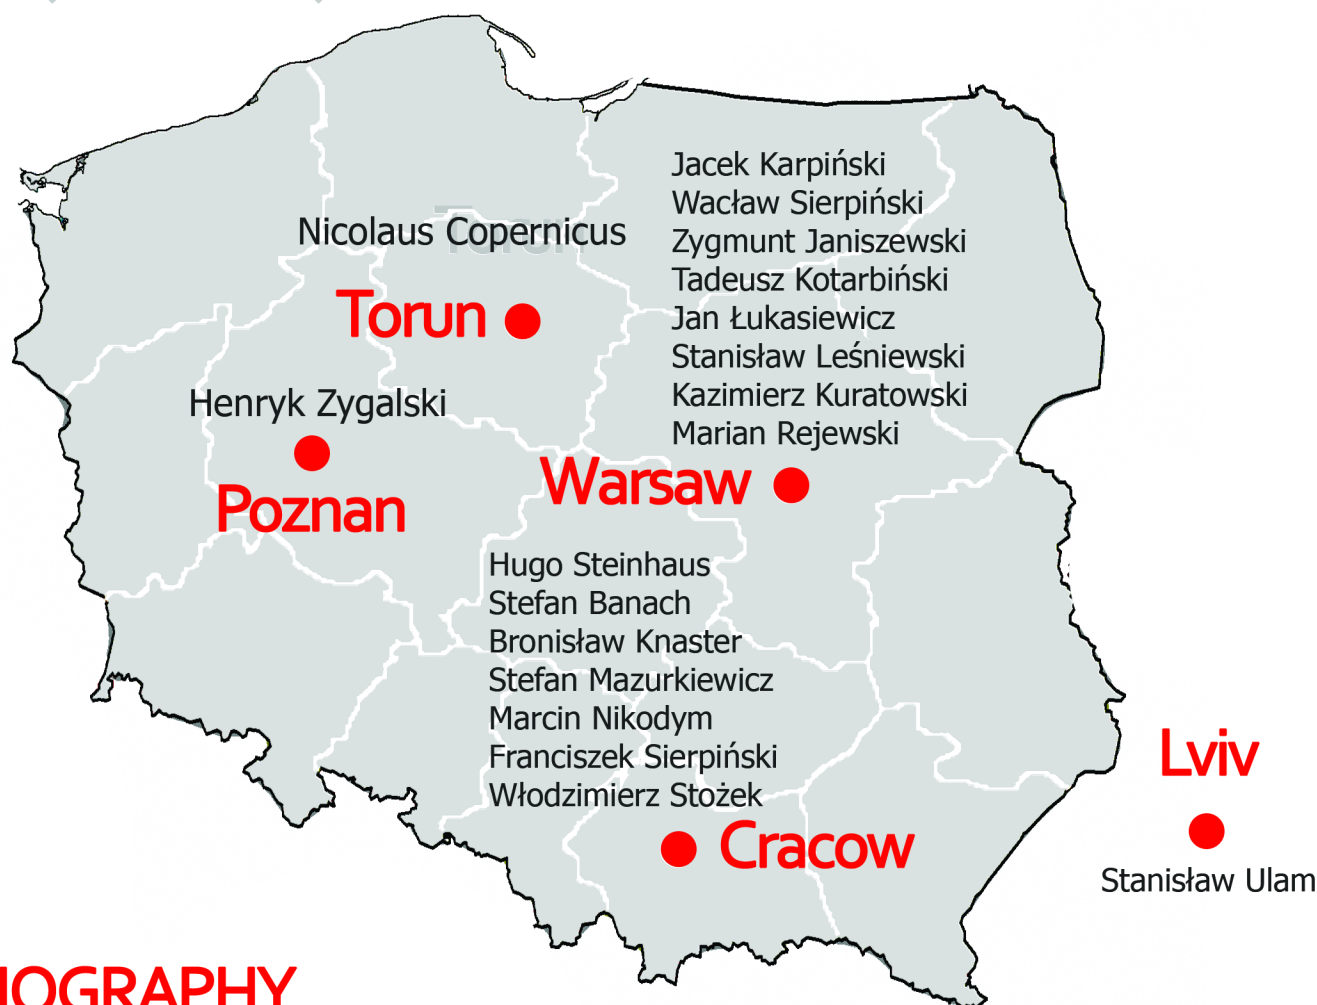 Jacek Karpiński
Wacław Sierpiński
Zygmunt Janiszewski
Tadeusz Kotarbiński
Jan Łukasiewicz
Stanisław Leśniewski
Kazimierz Kuratowski
Marian Rejewski
Warsaw
Nicolaus Copernicus
Torun
Torun
Henryk Zygalski
Poznan
Hugo Steinhaus
Stefan Banach
Bronisław Knaster
Stefan Mazurkiewicz
Marcin Nikodym
Franciszek Sierpiński
Włodzimierz Stożek
Cracow
Lviv
Stanisław Ulam
IOGRAPHY